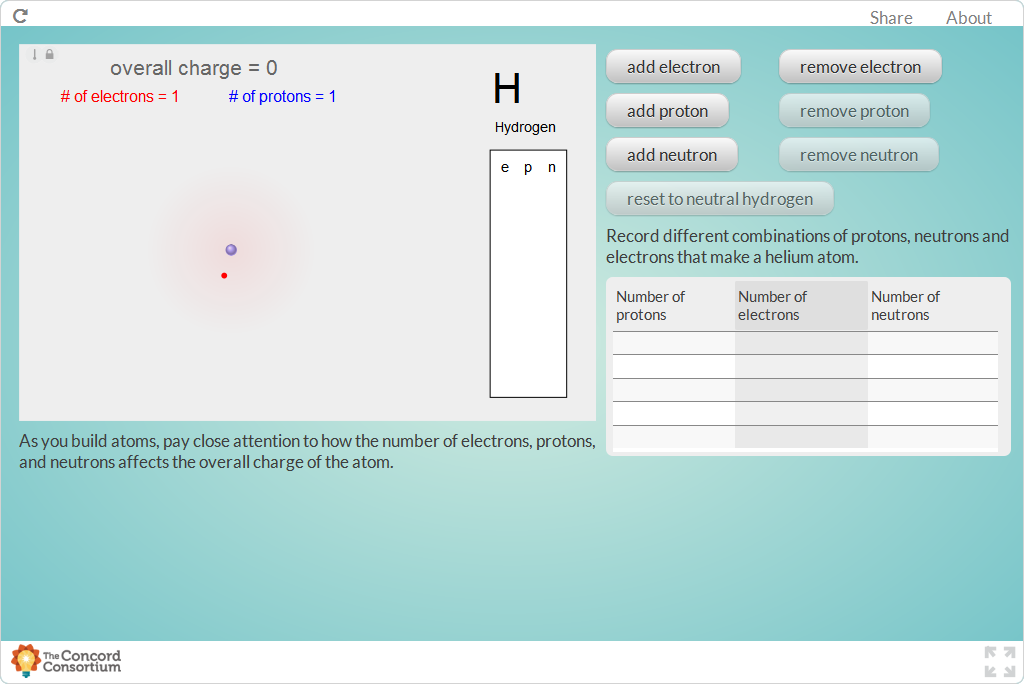 Share About
overall charge = 0
# of electrons = 1 # of protons = 1
H
Hydrogen
e p n
add electron remove electron
add proton remove proton
add neutron remove neutron
reset to neutral hydrogen
Record different combinations of protons, neutrons and
electrons that make a helium atom.
Number of Number of Number of
protons electrons neutrons
As you build atoms, pay close attention to how the number of electrons, protons,
and neutrons affects the overall charge of the atom.
The Concord
Consortium